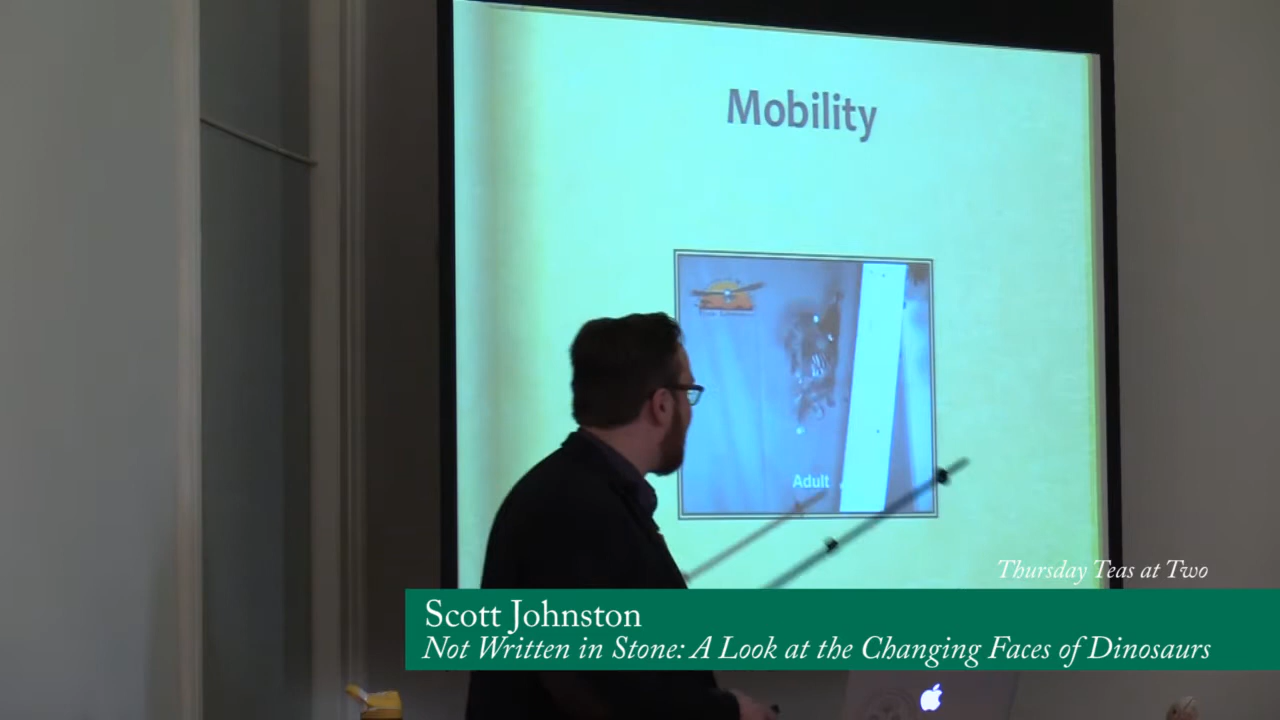 Mobility
Adult
Thursday Teas at Two
Scott Johnston
Not Written in Stone: A Look at the Changing Faces of Dinosaurs